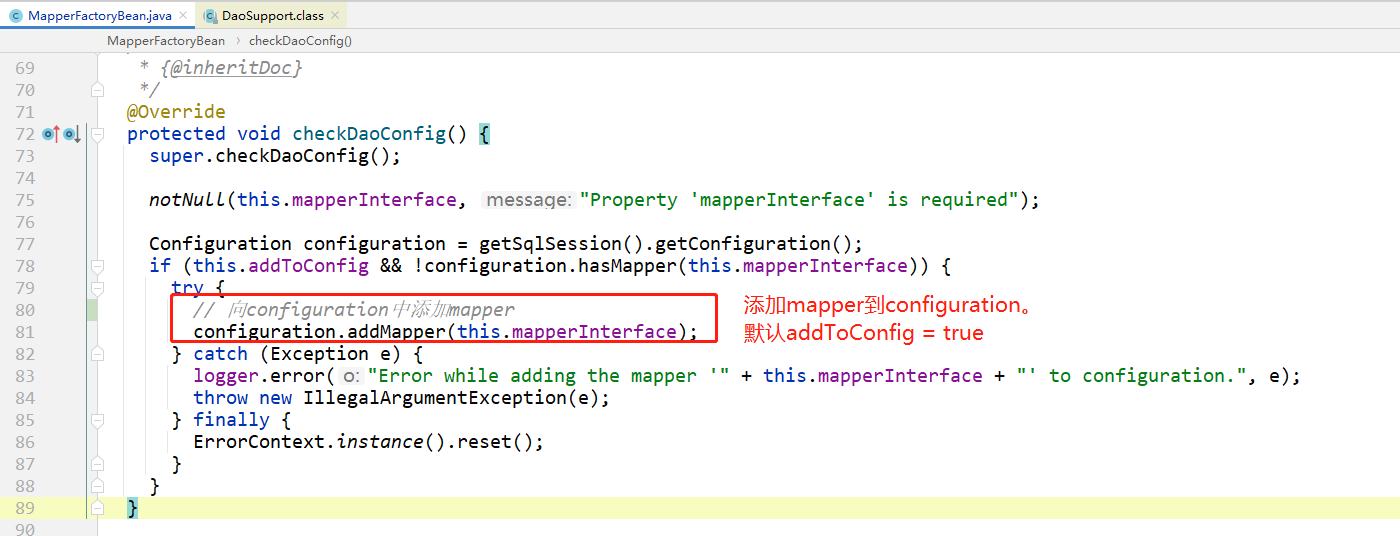 MapperFactoryBean.java × DaoSupport.class ×
MapperFactoryBean › checkDaoConfig()
69 * {@inheritDoc}
70 */
71 @Override
72 protected void checkDaoConfig() {
73 super.checkDaoConfig();
74
75 notNull(this.mapperInterface, message: "Property 'mapperInterface' is required");
76
77 Configuration configuration = getSqlSession().getConfiguration();
78 if (this.addToConfig && !configuration.hasMapper(this.mapperInterface)) {
79 try {
80 // 向configuration中添加mapper
添加mapper到configuration。
81 configuration.addMapper(this.mapperInterface);
默认addToConfig = true
82 } catch (Exception e) {
83 logger.error( o: "Error while adding the mapper '" + this.mapperInterface + "' to configuration.", e);
84 throw new IllegalArgumentException(e);
85 } finally {
86 ErrorContext.instance().reset();
87 }
88 }
89 }
90